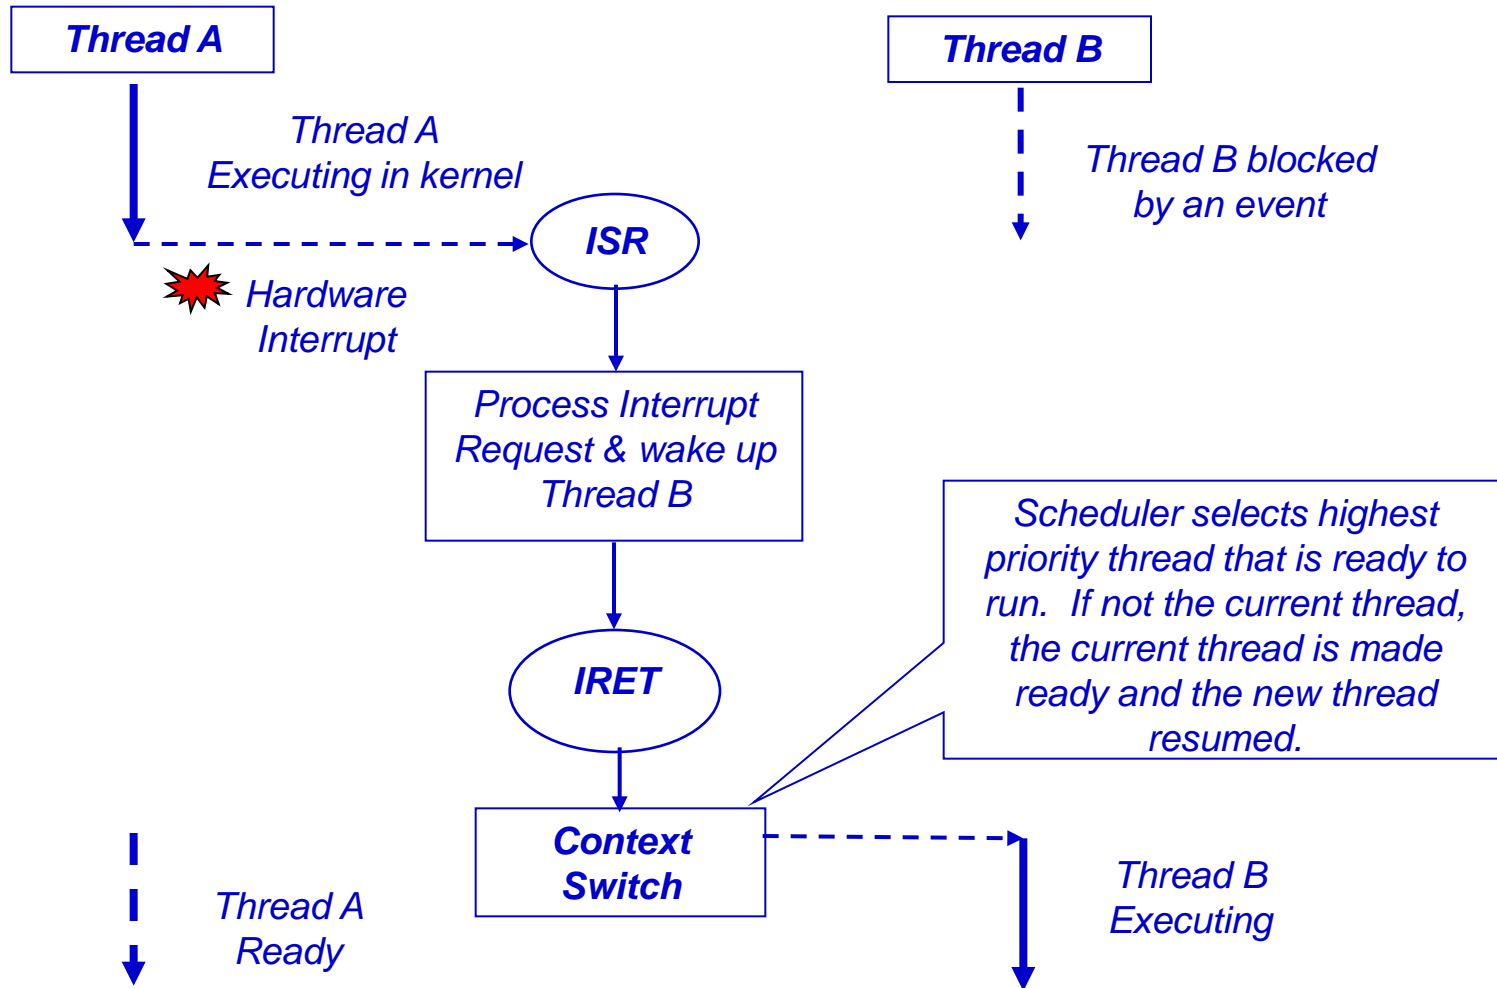 Thread A
Thread B
Thread A
Executing in kernel
Thread B blocked
by an event
ISR
Hardware
Interrupt
Process Interrupt
Request & wake up
Thread B
Scheduler selects highest
priority thread that is ready to
run. If not the current thread,
the current thread is made
ready and the new thread
resumed.
IRET
Context
Switch
Thread A
Ready
Thread B
Executing